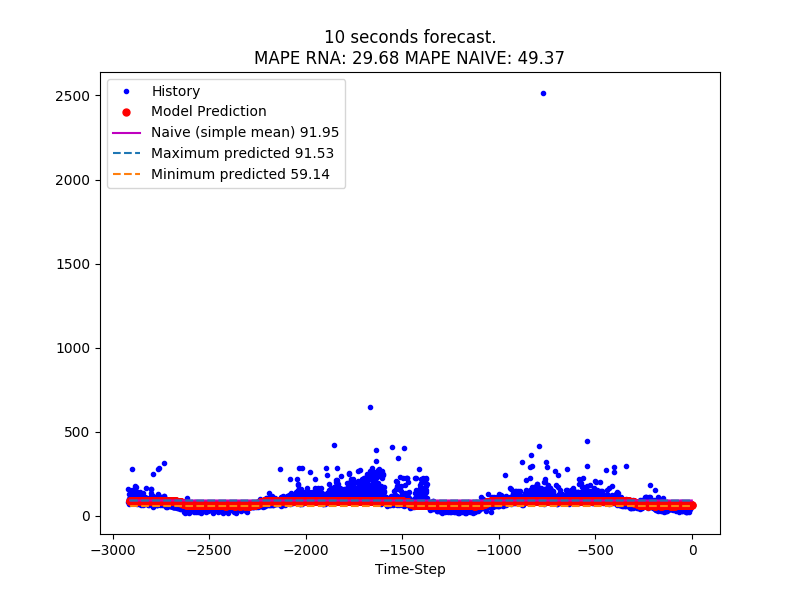 10 seconds forecast.
MAPE RNA: 29.68 MAPE NAIVE: 49.37
History
Model Prediction
Naive (simple mean) 91.95
Maximum predicted 91.53
Minimum predicted 59.14
2500
2000
1500
1000
500
0
−3000 −2500 −2000 −1500 −1000 −500 0
Time-Step